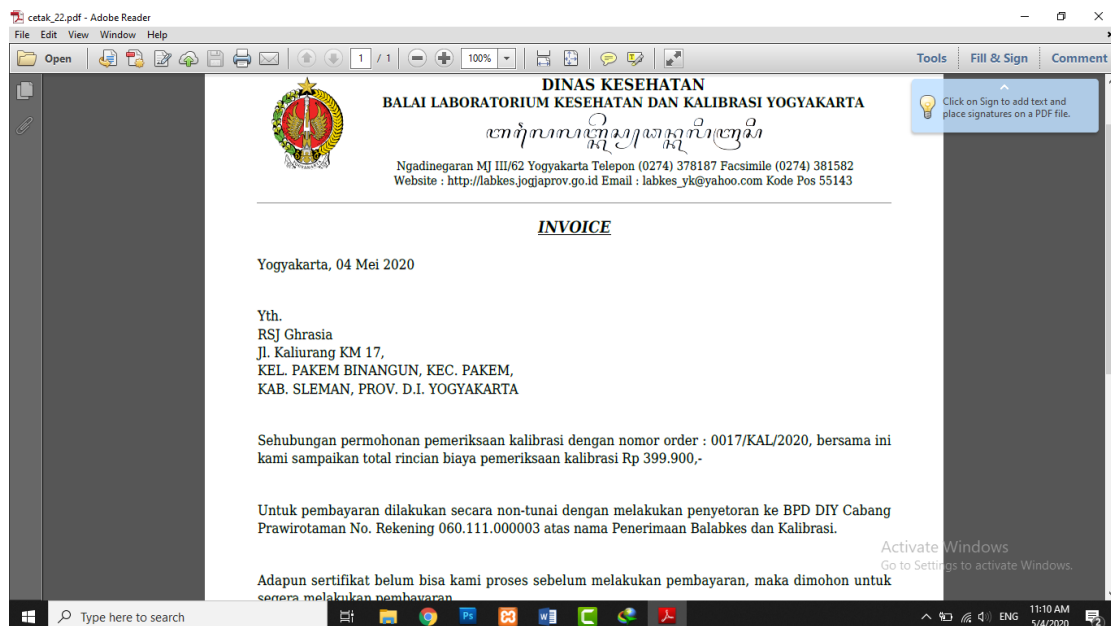 cetak_22.pdf - Adobe Reader
File Edit View Window Help
Open 1 / 1 100% Tools Fill & Sign Comment
Click on Sign to add text and
place signatures on a PDF file.
DINAS KESEHATAN
BALAI LABORATORIUM KESEHATAN DAN KALIBRASI YOGYAKARTA
Ngadinegaran MJ III/62 Yogyakarta Telepon (0274) 378187 Facsimile (0274) 381582
Website : http://labkes.jogjaprov.go.id Email : labkes_yk@yahoo.com Kode Pos 55143
INVOICE
Yogyakarta, 04 Mei 2020
Yth.
RSJ Ghrasia
Jl. Kaliurang KM 17,
KEL. PAKEM BINANGUN, KEC. PAKEM,
KAB. SLEMAN, PROV. D.I. YOGYAKARTA
Sehubungan permohonan pemeriksaan kalibrasi dengan nomor order : 0017/KAL/2020, bersama ini
kami sampaikan total rincian biaya pemeriksaan kalibrasi Rp 399.900,-
Untuk pembayaran dilakukan secara non-tunai dengan melakukan penyetoran ke BPD DIY Cabang
Prawirotaman No. Rekening 060.111.000003 atas nama Penerimaan Balabkes dan Kalibrasi.
Adapun sertifikat belum bisa kami proses sebelum melakukan pembayaran, maka dimohon untuk
segera melakukan pembayaran
Activate Windows
Go to Settings to activate Windows.
Type here to search
Ps
ENG
11:10 AM
5/4/2020